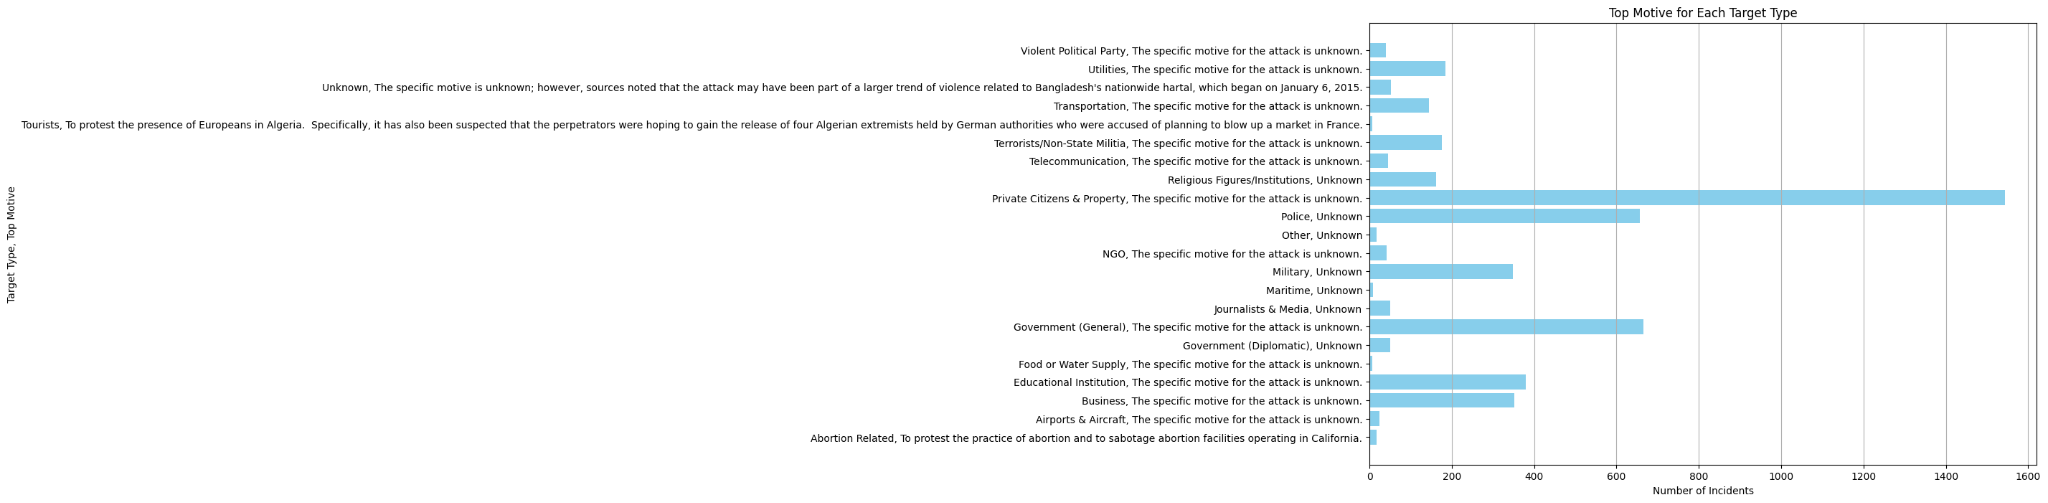 Top Motive for Each Target Type
Target Type, Top Motive
Violent Political Party, The specific motive for the attack is unknown.
Utilities, The specific motive for the attack is unknown.
Unknown, The specific motive is unknown; however, sources noted that the attack may have been part of a larger trend of violence related to Bangladesh's nationwide hartal, which began on January 6, 2015.
Transportation, The specific motive for the attack is unknown.
Tourists, To protest the presence of Europeans in Algeria.  Specifically, it has also been suspected that the perpetrators were hoping to gain the release of four Algerian extremists held by German authorities who were accused of planning to blow up a market in France.
Terrorists/Non-State Militia, The specific motive for the attack is unknown.
Telecommunication, The specific motive for the attack is unknown.
Religious Figures/Institutions, Unknown
Private Citizens & Property, The specific motive for the attack is unknown.
Police, Unknown
Other, Unknown
NGO, The specific motive for the attack is unknown.
Military, Unknown
Maritime, Unknown
Journalists & Media, Unknown
Government (General), The specific motive for the attack is unknown.
Government (Diplomatic), Unknown
Food or Water Supply, The specific motive for the attack is unknown.
Educational Institution, The specific motive for the attack is unknown.
Business, The specific motive for the attack is unknown.
Airports & Aircraft, The specific motive for the attack is unknown.
Abortion Related, To protest the practice of abortion and to sabotage abortion facilities operating in California.
0 200 400 600 800 1000 1200 1400 1600
Number of Incidents